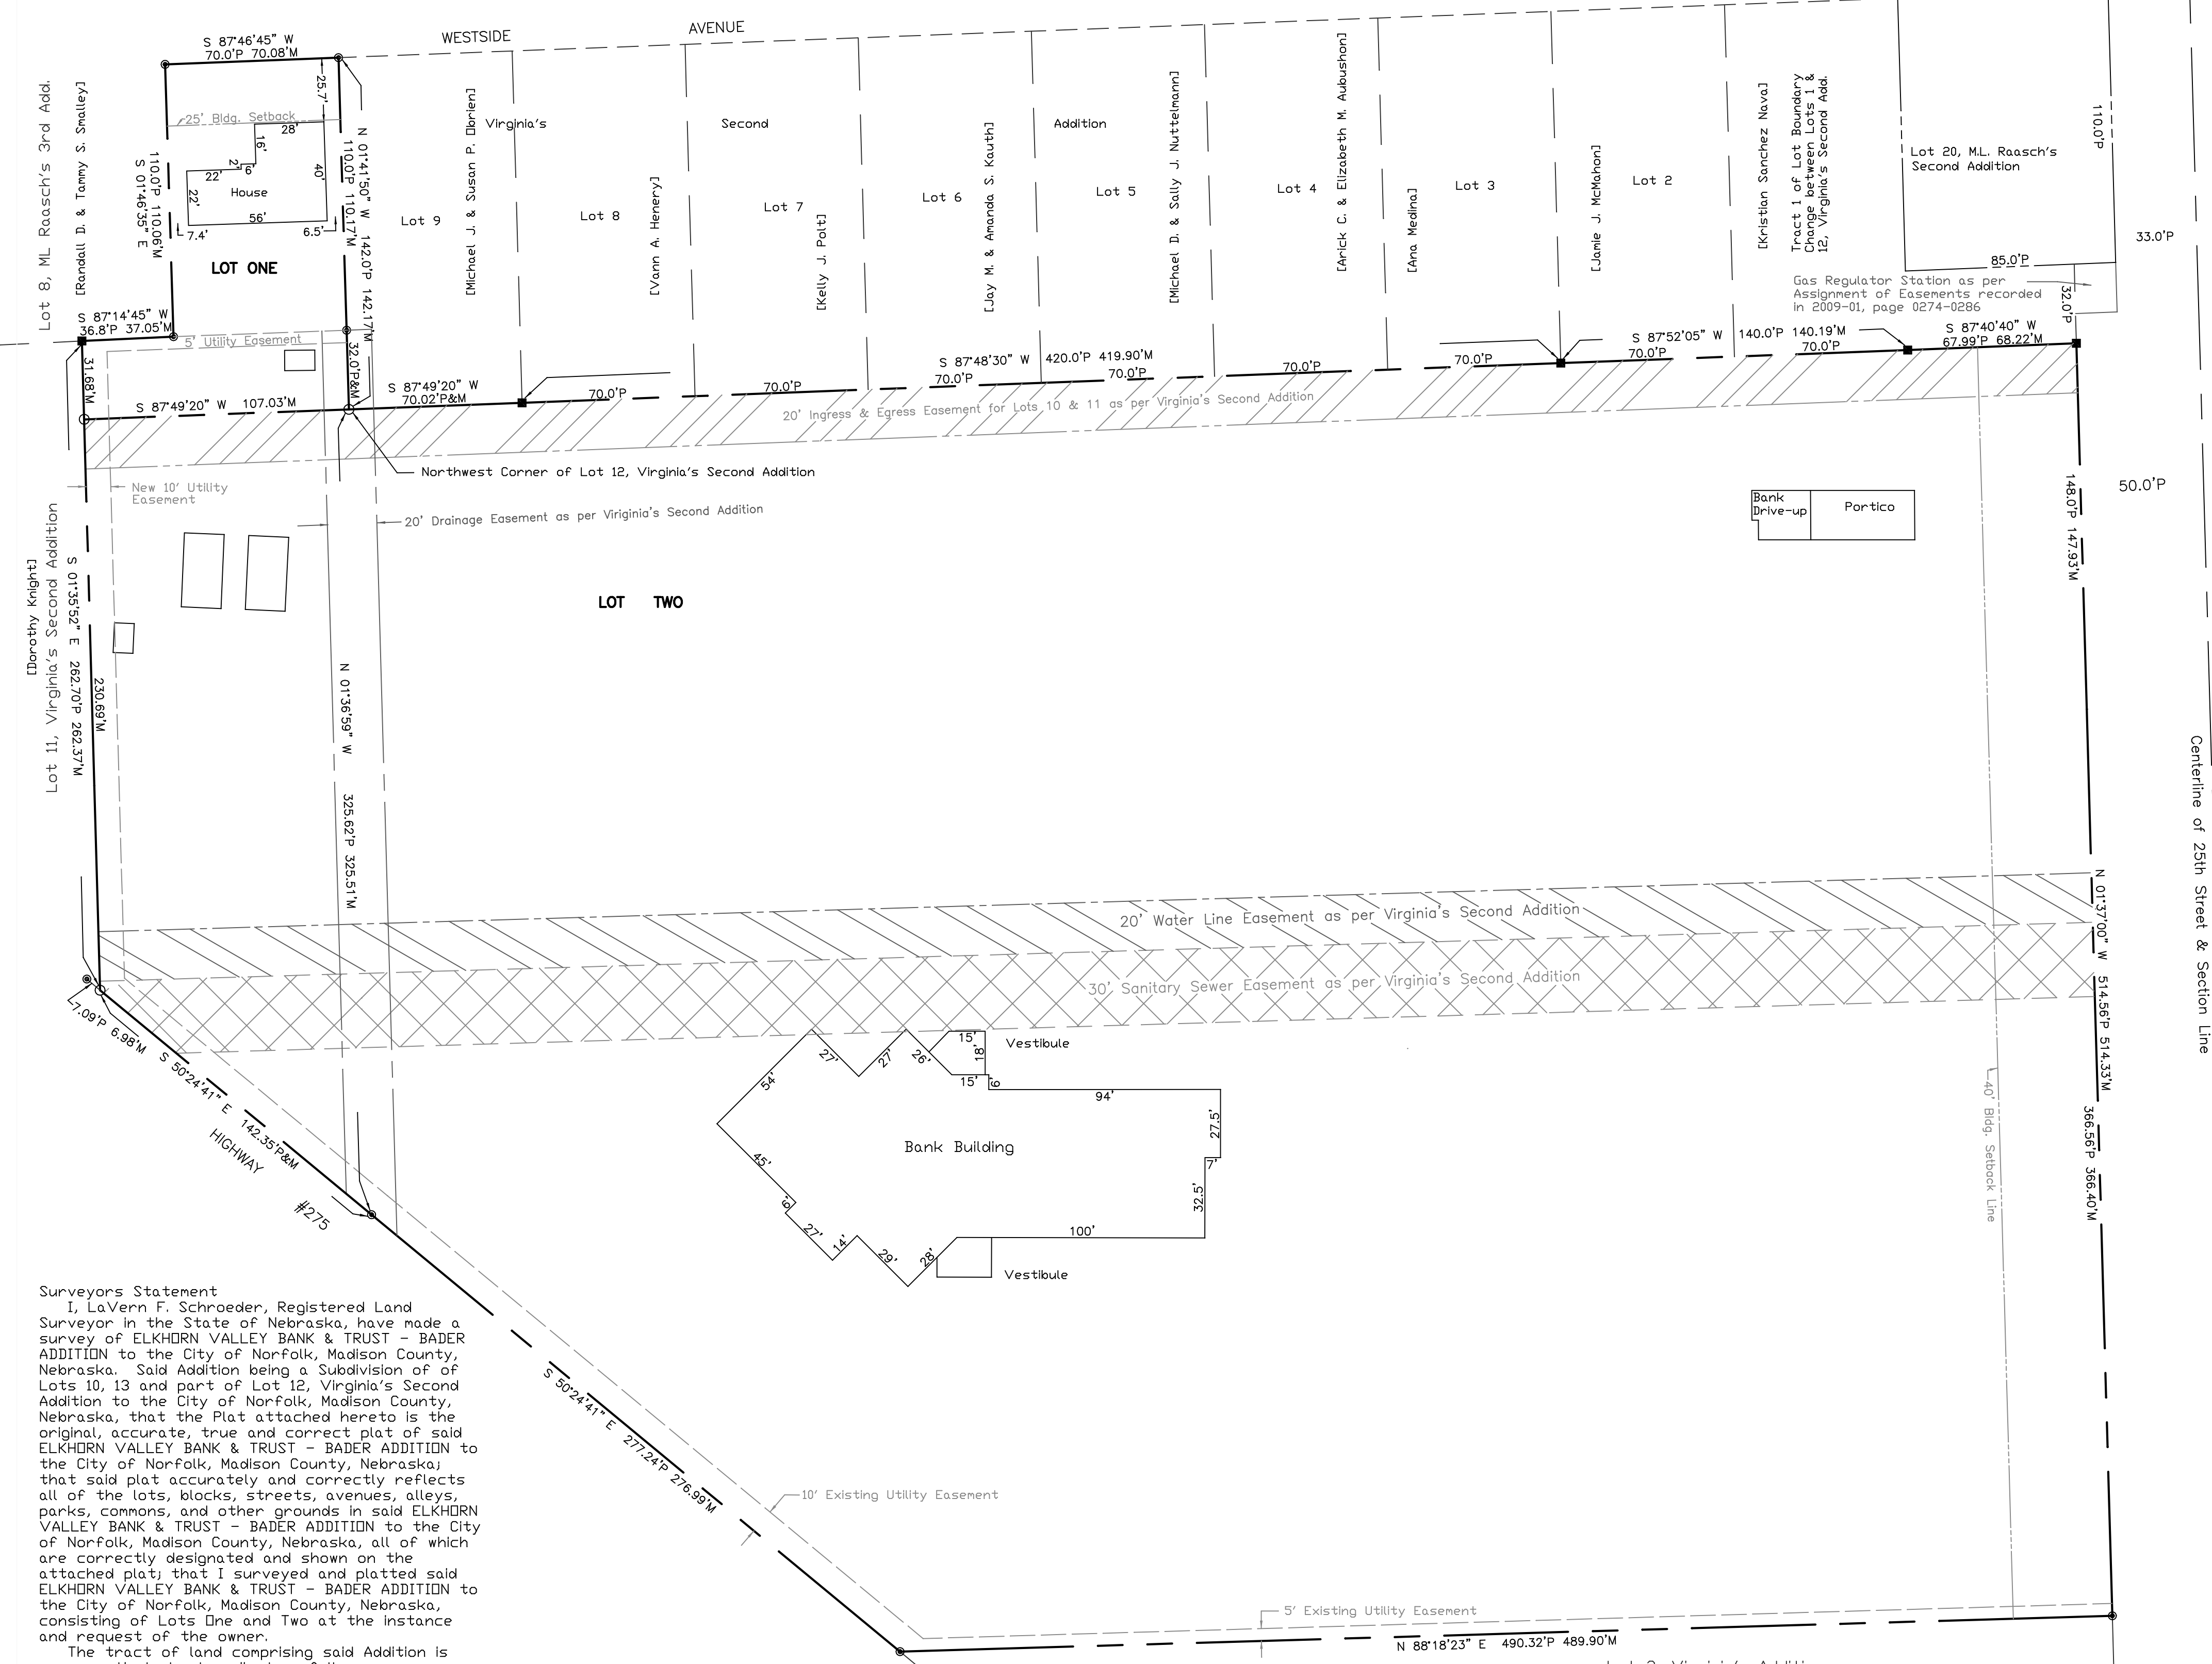 WESTSIDE AVENUE
S 87°46'45" W
70.0'P 70.08'M
Lot 8, ML Raasch's 3rd Add.
[Randall D. & Tammy S. Smalley]
110.0'P 110.06'M
S 01°46'35" E
25' Bldg. Setback
25.7'
28'
16'
2'
6'
22'
22'
40'
House
56'
7.4'
6.5'
LOT ONE
N 01°41'50" W 142.0'P 142.17'M
110.0'P 110.17'M
32.0'P&M
S 87°14'45" W
36.8'P 37.05'M
5' Utility Easement
31.68'M
S 87°49'20" W 107.03'M
S 87°49'20" W
70.02'P&M
Virginia's Second Addition
Lot 9
[Michael J. & Susan P. Obrien]
Lot 8
[Vann A. Henery]
Lot 7
[Kelly J. Polt]
Lot 6
[Jay M. & Amanda S. Kauth]
Lot 5
[Michael D. & Sally J. Nuttelmann]
Lot 4
[Arick C. & Elizabeth M. Aubushon]
[Ana Medina]
Lot 3
[Jamie J. McMahon]
Lot 2
[Kristian Sanchez Nava]
Tract 1 of Lot Boundary
Change between Lots 1 &
12, Virginia's Second Add.
Lot 20, M.L. Raasch's
Second Addition
110.0'P
33.0'P
85.0'P
Gas Regulator Station as per
Assignment of Easements recorded
in 2009-01, page 0274-0286
32.0'P
S 87°48'30" W 420.0'P 419.90'M
70.0'P
70.0'P
70.0'P
70.0'P
70.0'P
70.0'P
S 87°52'05" W 140.0'P 140.19'M
70.0'P
70.0'P
S 87°40'40" W
67.99'P 68.22'M
20' Ingress & Egress Easement for Lots 10 & 11 as per Virginia's Second Addition
Northwest Corner of Lot 12, Virginia's Second Addition
New 10' Utility
Easement
20' Drainage Easement as per Viriginia's Second Addition
Bank
Drive-up
Portico
148.0'P 147.93'M
50.0'P
LOT TWO
[Dorothy Knight]
Lot 11, Virginia's Second Addition
S 01°35'52" E 262.70'P 262.37'M
230.69'M
N 01°36'59" W 325.62'P 325.51'M
Centerline of 25th Street & Section Line
N 01°37'00" W 514.56'P 514.33'M
20' Water Line Easement as per Virginia's Second Addition
30' Sanitary Sewer Easement as per Virginia's Second Addition
7.09'P 6.98'M
S 50°24'41" E 142.35'P&M
HIGHWAY #275
54'
27'
27'
26'
15'
18'
Vestibule
15'
6'
94'
27.5'
7'
32.5'
Bank Building
45'
6'
27'
14'
29'
28'
100'
Vestibule
40' Bldg. Setback Line
366.56'P 366.40'M
Surveyors Statement
I, LaVern F. Schroeder, Registered Land
Surveyor in the State of Nebraska, have made a
survey of ELKHORN VALLEY BANK & TRUST - BADER
ADDITION to the City of Norfolk, Madison County,
Nebraska. Said Addition being a Subdivision of of
Lots 10, 13 and part of Lot 12, Virginia's Second
Addition to the City of Norfolk, Madison County,
Nebraska, that the Plat attached hereto is the
original, accurate, true and correct plat of said
ELKHORN VALLEY BANK & TRUST - BADER ADDITION to
the City of Norfolk, Madison County, Nebraska;
that said plat accurately and correctly reflects
all of the lots, blocks, streets, avenues, alleys,
parks, commons, and other grounds in said ELKHORN
VALLEY BANK & TRUST - BADER ADDITION to the City
of Norfolk, Madison County, Nebraska, all of which
are correctly designated and shown on the
attached plat; that I surveyed and platted said
ELKHORN VALLEY BANK & TRUST - BADER ADDITION to
the City of Norfolk, Madison County, Nebraska,
consisting of Lots One and Two at the instance
and request of the owner.
The tract of land comprising said Addition is
S 50°24'41" E 277.24'P 276.99'M
10' Existing Utility Easement
5' Existing Utility Easement
N 88°18'23" E 490.32'P 489.90'M